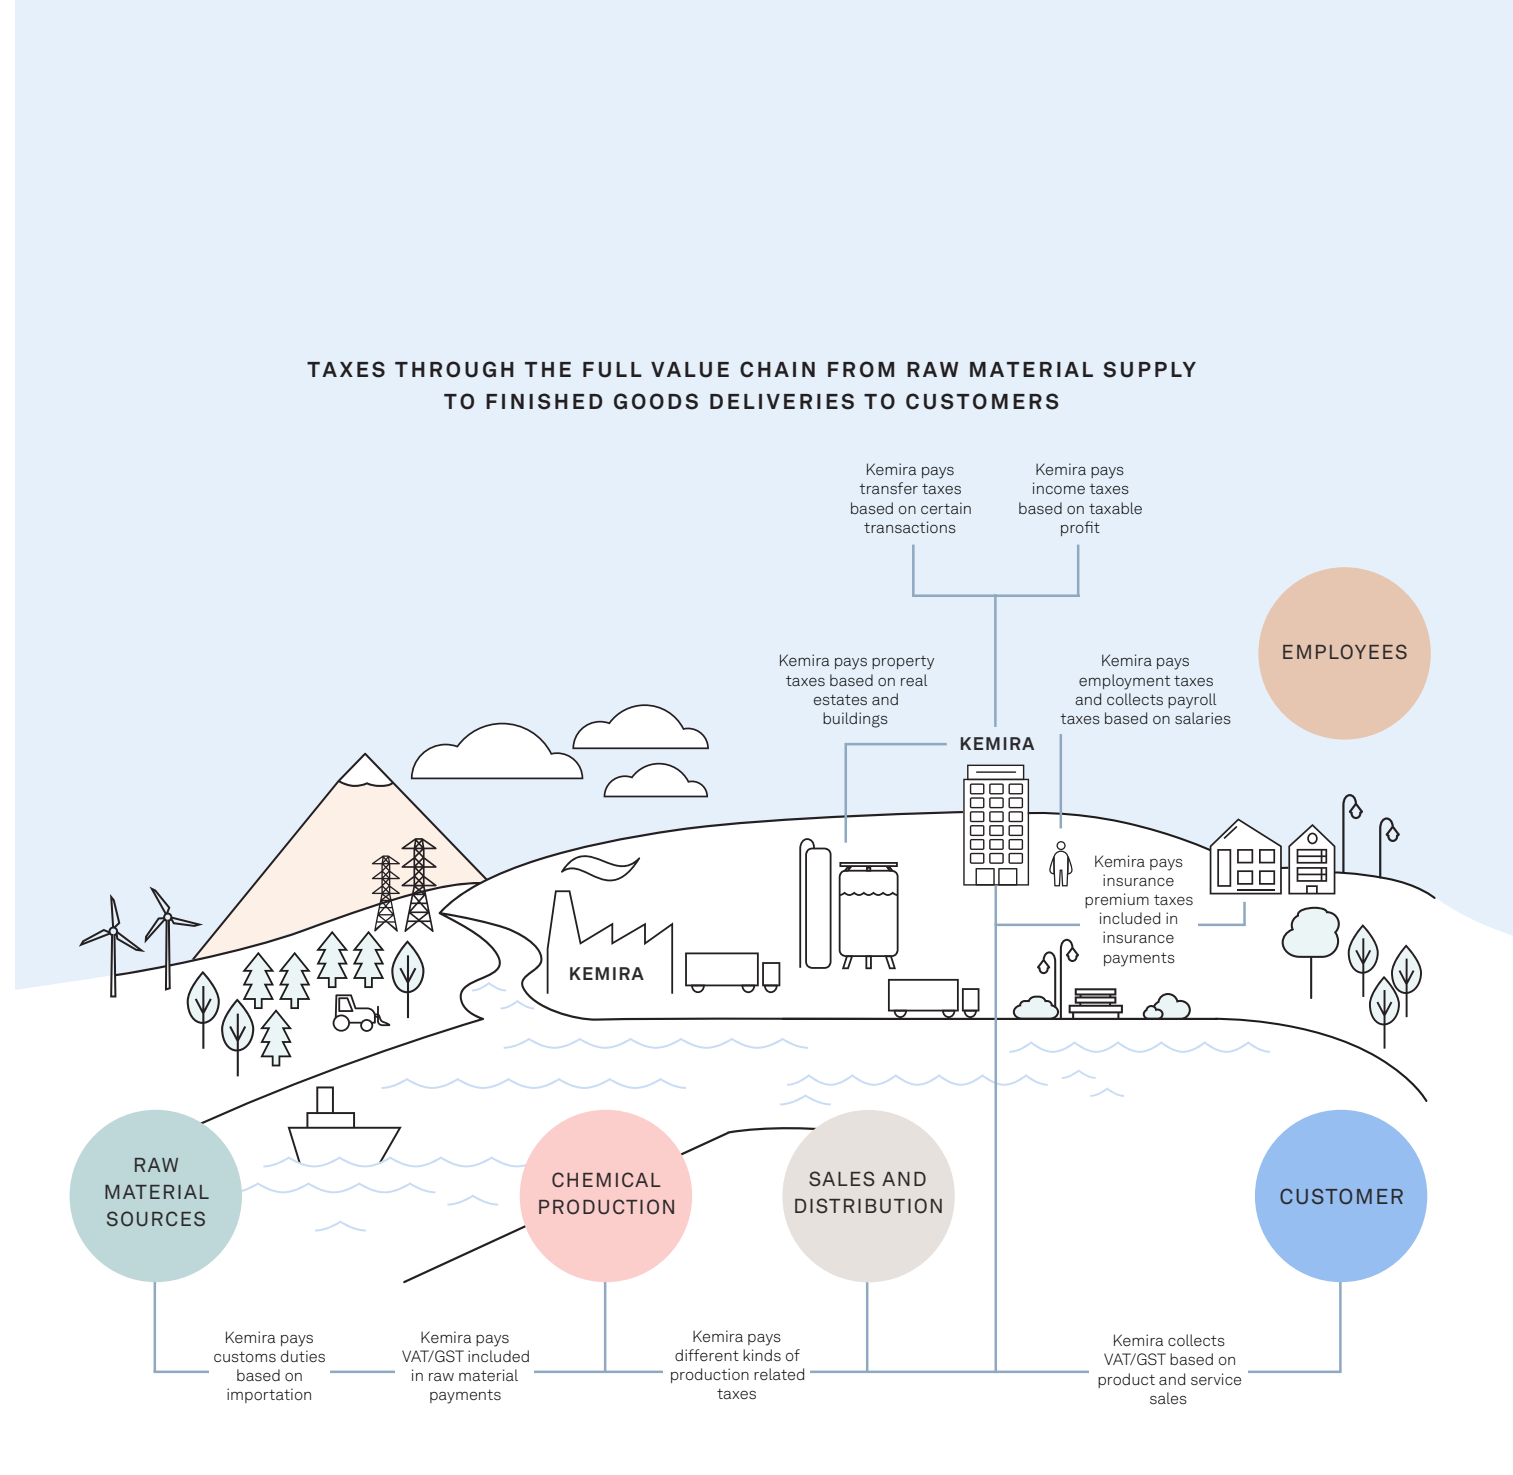 TAXES THROUGH THE FULL VALUE CHAIN FROM RAW MATERIAL SUPPLY
TO FINISHED GOODS DELIVERIES TO CUSTOMERS
Kemira pays
transfer taxes
based on certain
transactions
Kemira pays
income taxes
based on taxable
profit
EMPLOYEES
Kemira pays property
taxes based on real
estates and
buildings
Kemira pays
employment taxes
and collects payroll
taxes based on salaries
KEMIRA
Kemira pays
insurance
premium taxes
included in
insurance
payments
KEMIRA
RAW
MATERIAL
SOURCES
CHEMICAL
PRODUCTION
SALES AND
DISTRIBUTION
CUSTOMER
Kemira pays
customs duties
based on
importation
Kemira pays
VAT/GST included
in raw material
payments
Kemira pays
different kinds of
production related
taxes
Kemira collects
VAT/GST based on
product and service
sales